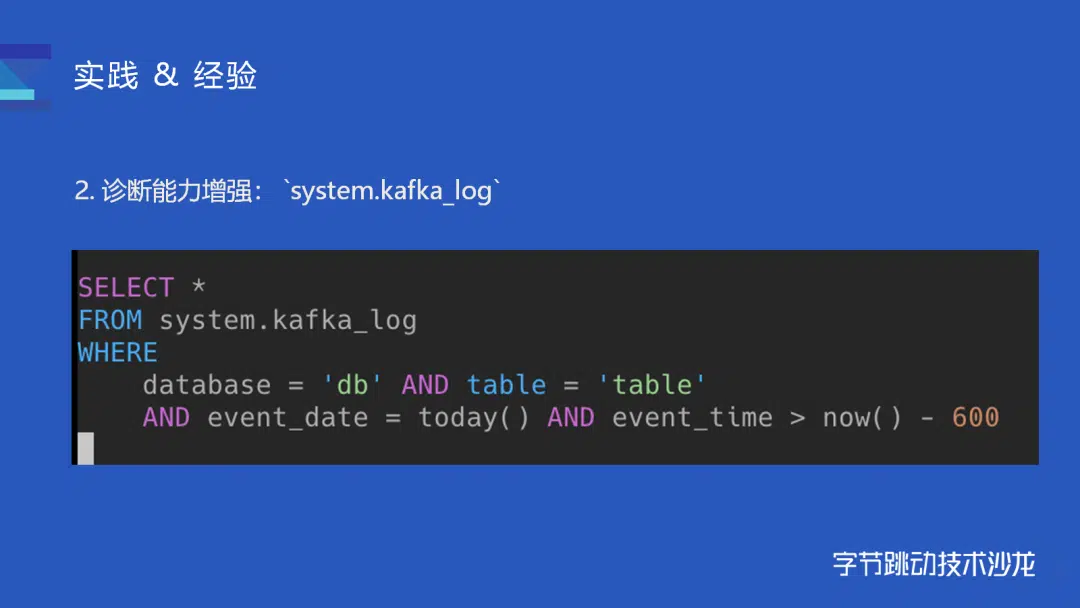 实践 & 经验
2. 诊断能力增强： `system.kafka_log`
SELECT *
FROM system.kafka_log
WHERE
    database = 'db' AND table = 'table'
    AND event_date = today() AND event_time > now() - 600
字节跳动技术沙龙